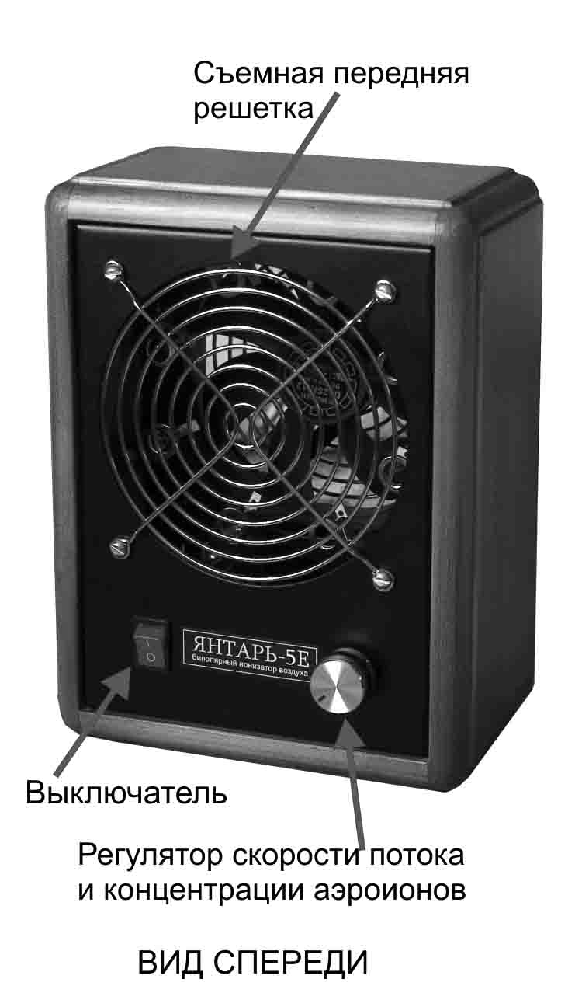 Съемная передняя
решетка
ЯНТАРЬ-5Е
биполярный ионизатор воздуха
Выключатель
Регулятор скорости потока
и концентрации аэроионов
ВИД СПЕРЕДИ